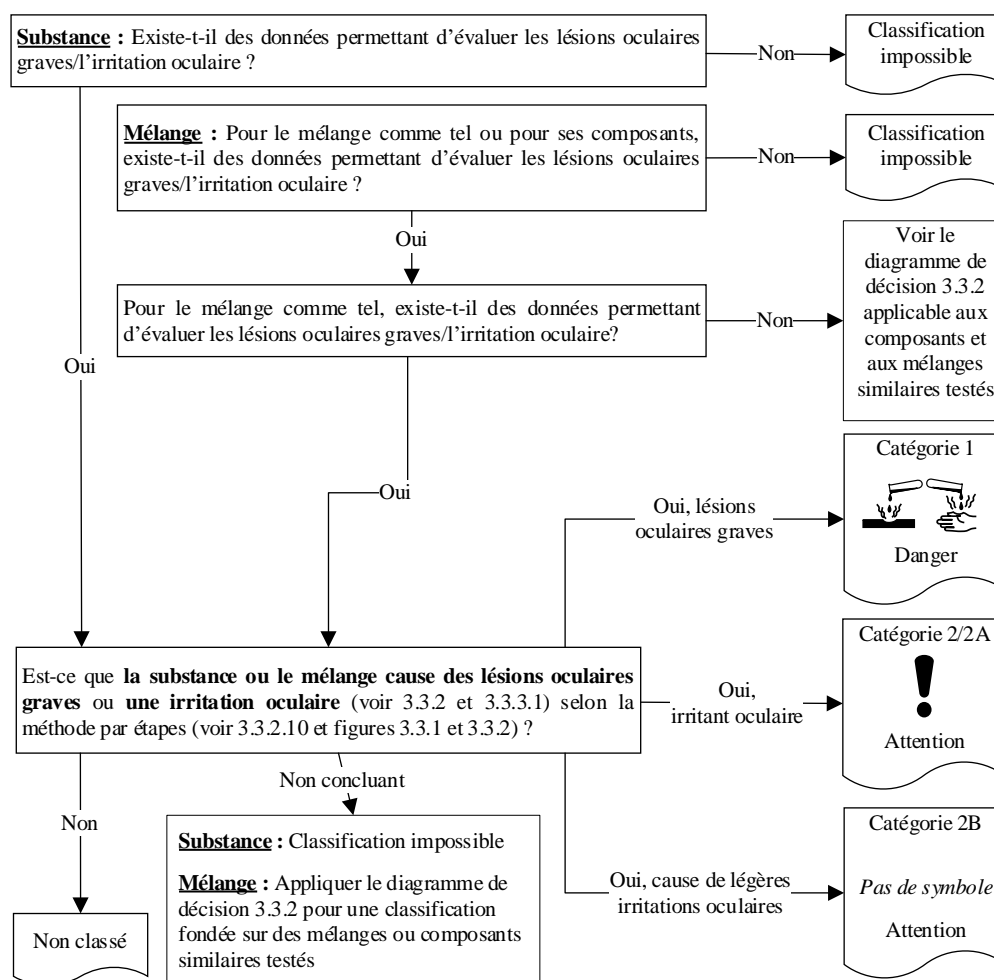 Substance : Existe-t-il des données permettant d'évaluer les lésions oculaires
graves/l'irritation oculaire ?
Non
Classification
impossible
Mélange : Pour le mélange comme tel ou pour ses composants,
existe-t-il des données permettant d'évaluer les lésions oculaires
graves/l'irritation oculaire ?
Non
Classification
impossible
Oui
Pour le mélange comme tel, existe-t-il des données permettant
d'évaluer les lésions oculaires graves/l'irritation oculaire?
Non
Voir le
diagramme de
décision 3.3.2
applicable aux
composants et
aux mélanges
similaires testés
Oui
Oui
Oui, lésions
oculaires graves
Catégorie 1
Danger
Est-ce que la substance ou le mélange cause des lésions oculaires
graves ou une irritation oculaire (voir 3.3.2 et 3.3.3.1) selon la
méthode par étapes (voir 3.3.2.10 et figures 3.3.1 et 3.3.2) ?
Oui,
irritant oculaire
Catégorie 2/2A
Attention
Non
Non concluant
Non classé
Substance : Classification impossible
Mélange : Appliquer le diagramme de
décision 3.3.2 pour une classification
fondée sur des mélanges ou composants
similaires testés
Oui, cause de légères
irritations oculaires
Catégorie 2B
Pas de symbole
Attention